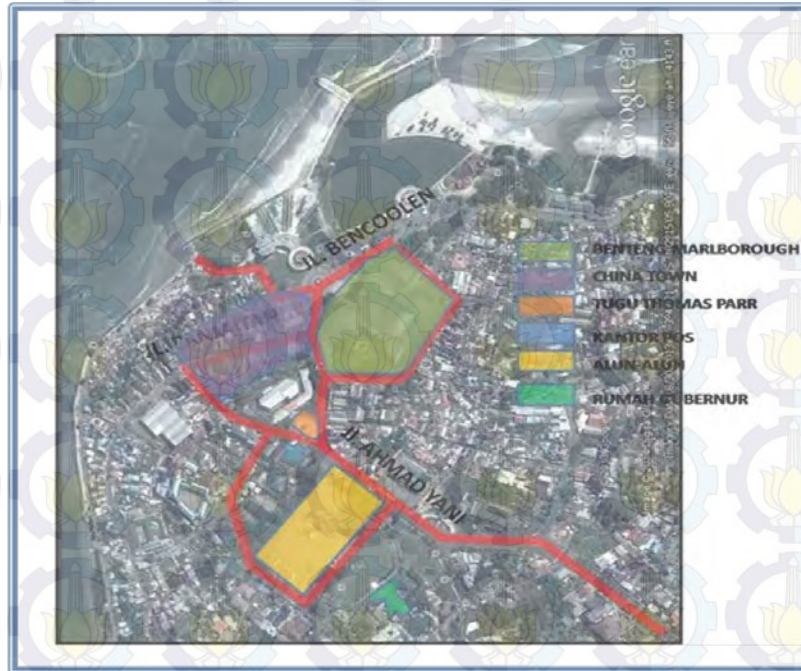 Google ear
JL. BENCOOLEN
JL. AHMAD YANI
BENTENG MARLBOROUGH
CHINA TOWN
TUGU THOMAS PARR
KANTOR POS
ALUN-ALUN
RUMAH GUBERNUR